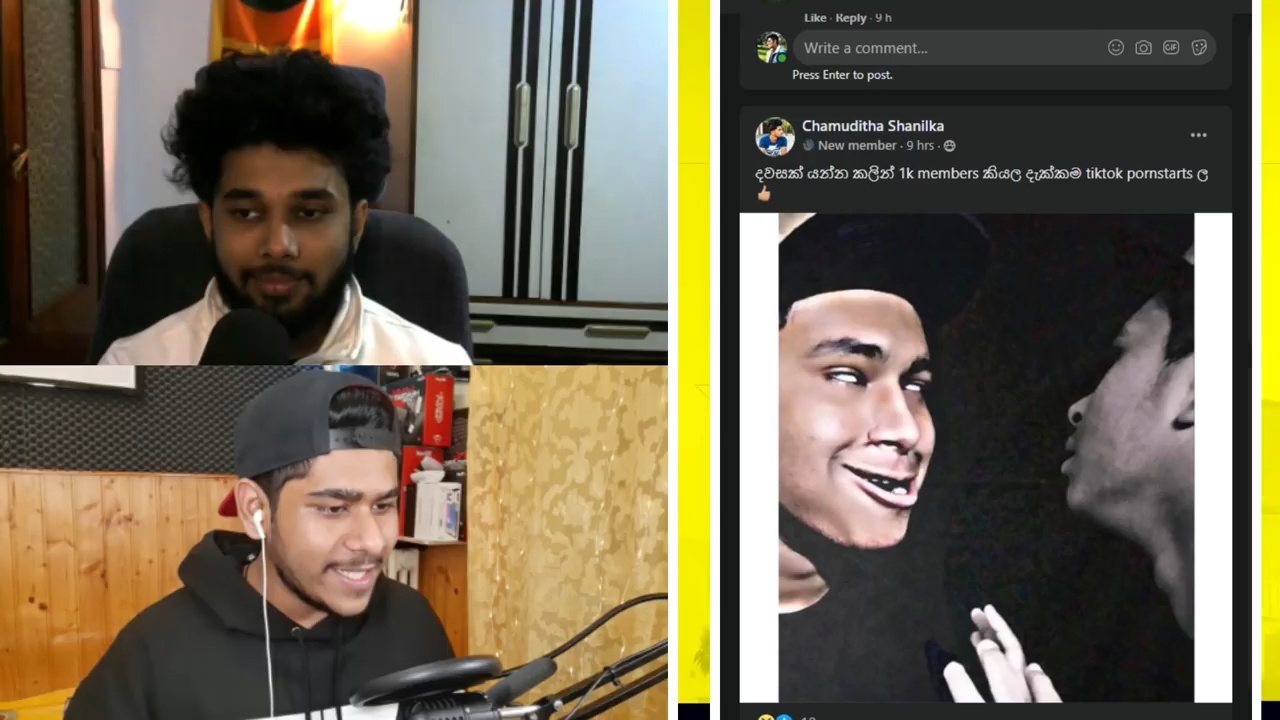 Like · Reply · 9 h
Write a comment...
GIF
Press Enter to post.
Chamuditha Shanilka
New member · 9 hrs ·
දවසක් යන්න කලින් 1k members කියල දැක්කම tiktok pornstarts ල